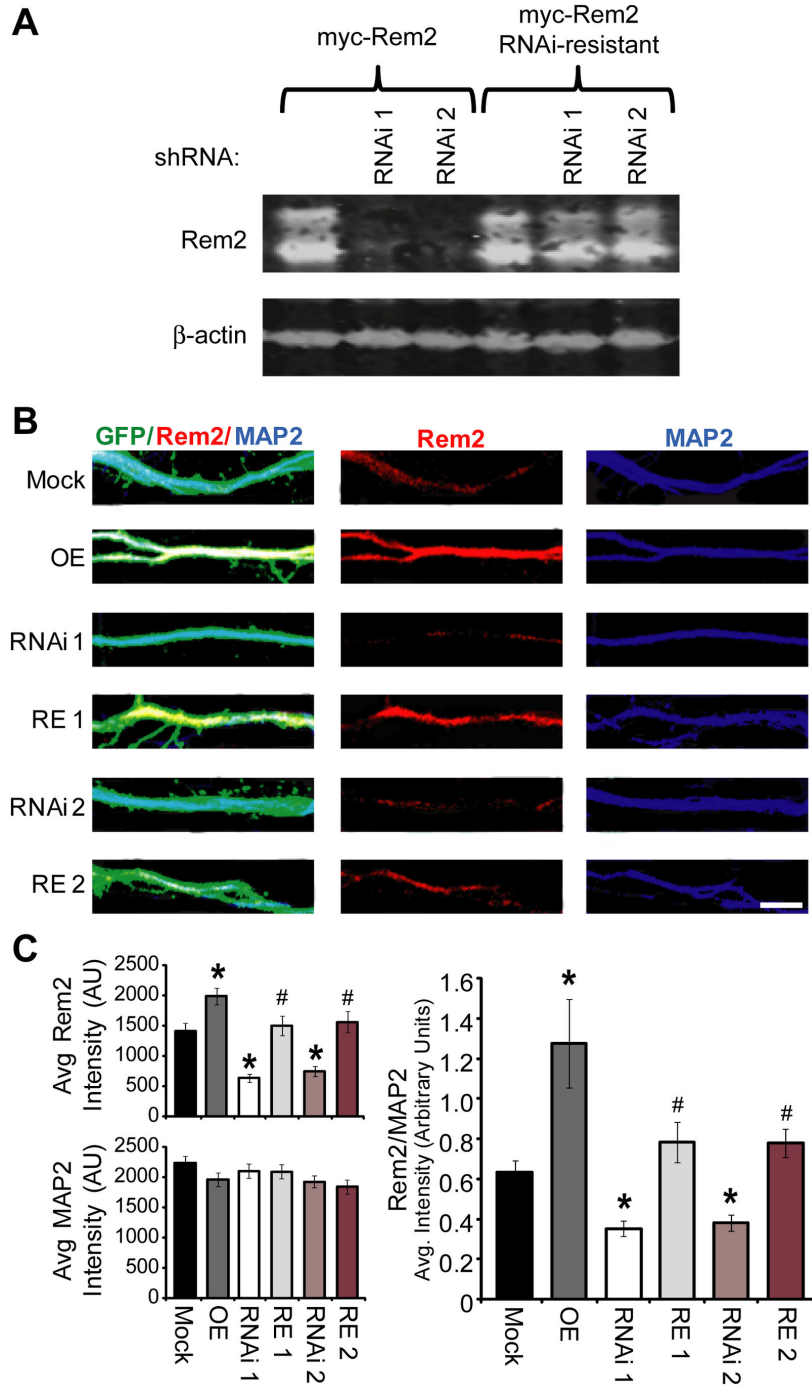 A
myc-Rem2
myc-Rem2
RNAi-resistant
shRNA:
RNAi 1
RNAi 2
RNAi 1
RNAi 2
Rem2
β-actin
B
GFP/Rem2/MAP2
Rem2
MAP2
Mock
OE
RNAi 1
RE 1
RNAi 2
RE 2
C
Avg Rem2
Intensity (AU)
2500
2000
1500
1000
500
0
*
*
#
*
#
Avg MAP2
Intensity (AU)
2500
2000
1500
1000
500
0
Mock
OE
RNAi 1
RE 1
RNAi 2
RE 2
Rem2/MAP2
Avg. Intensity (Arbitrary Units)
1.6
1.4
1.2
1.0
0.8
0.6
0.4
0.2
0
*
*
#
*
#
Mock
OE
RNAi 1
RE 1
RNAi 2
RE 2